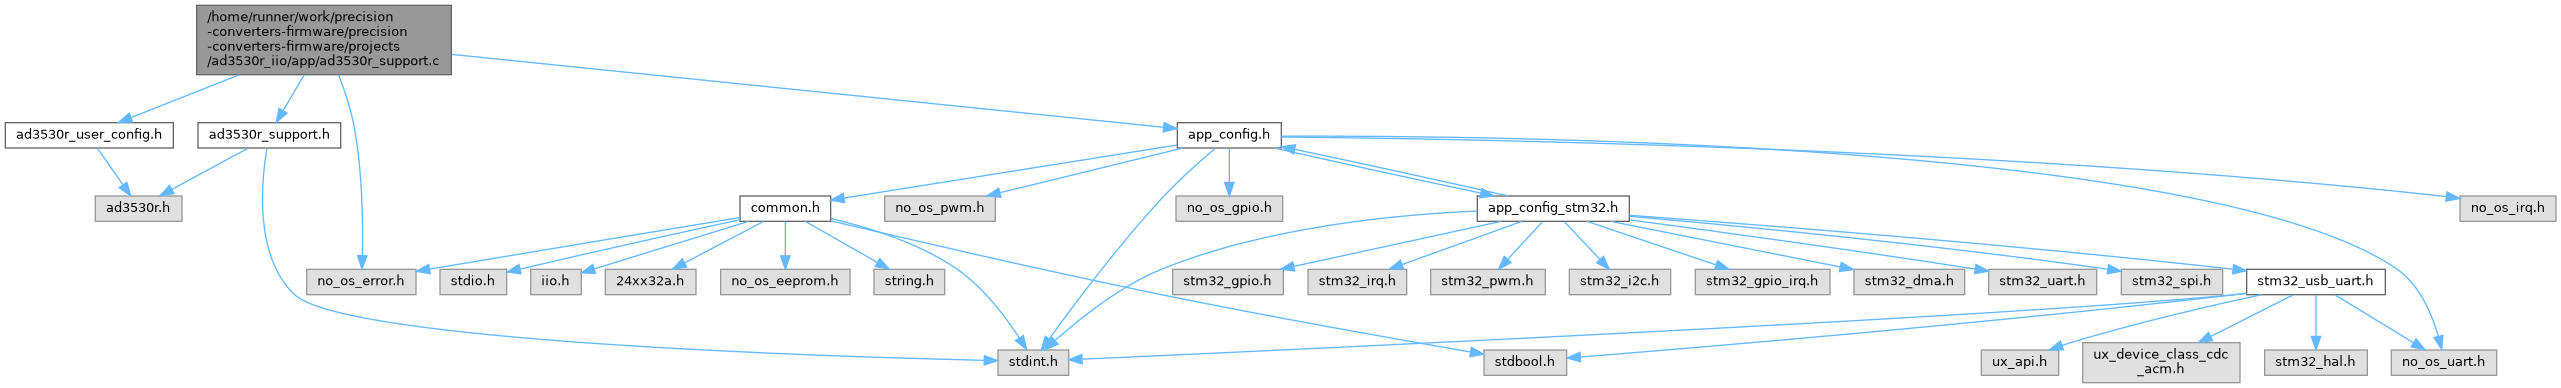 /home/runner/work/precision
-converters-firmware/precision
-converters-firmware/projects
/ad3530r_iio/app/ad3530r_support.c
ad3530r_user_config.h
ad3530r_support.h
app_config.h
ad3530r.h
common.h
no_os_pwm.h
no_os_gpio.h
app_config_stm32.h
no_os_irq.h
no_os_error.h
stdio.h
iio.h
24xx32a.h
no_os_eeprom.h
string.h
stm32_gpio.h
stm32_irq.h
stm32_pwm.h
stm32_i2c.h
stm32_gpio_irq.h
stm32_dma.h
stm32_uart.h
stm32_spi.h
stm32_usb_uart.h
stdint.h
stdbool.h
ux_api.h
ux_device_class_cdc
_acm.h
stm32_hal.h
no_os_uart.h